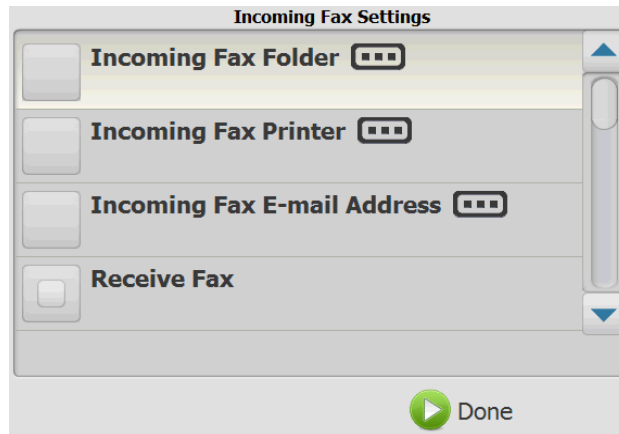 Incoming Fax Settings
Incoming Fax Folder
Incoming Fax Printer
Incoming Fax E-mail Address
Receive Fax
Done